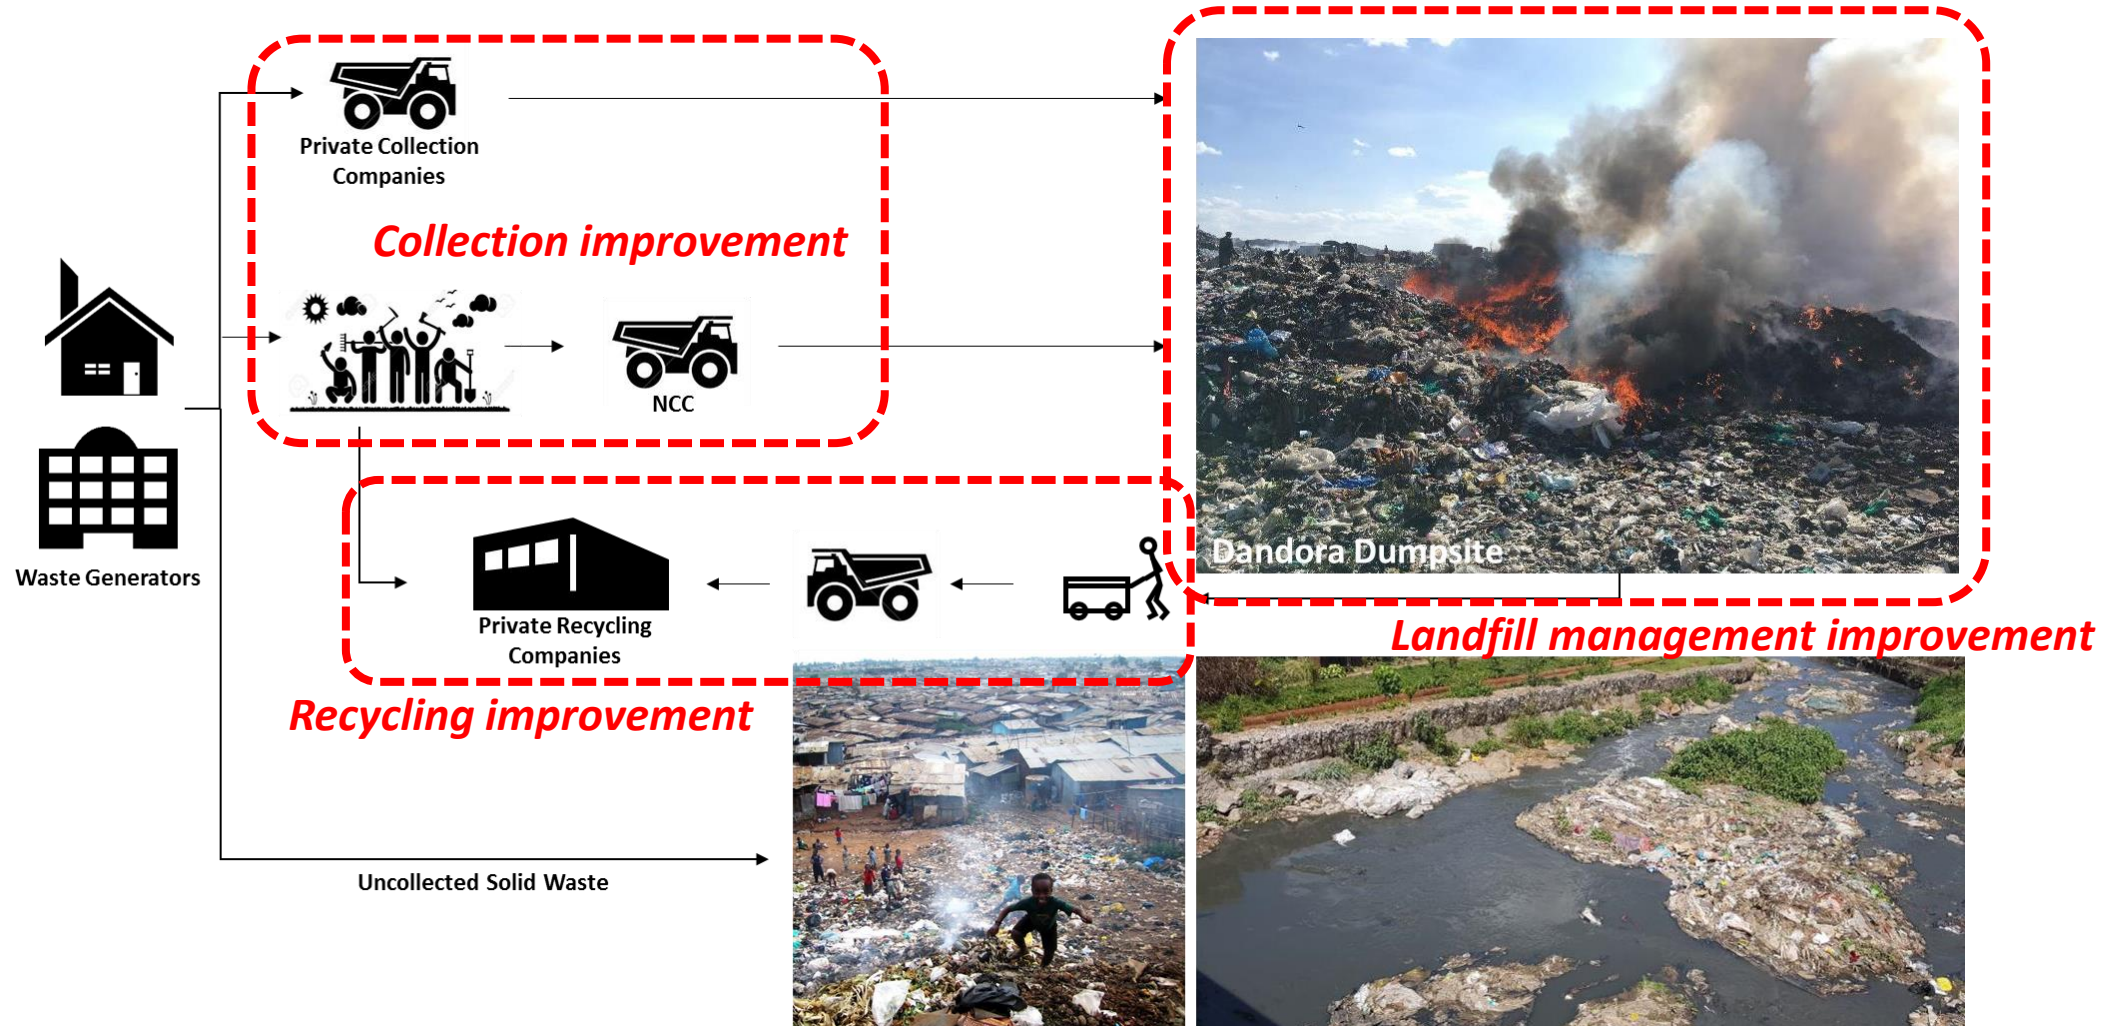 Private Collection
Companies
Collection improvement
NCC
Waste Generators
Dandora Dumpsite
Private Recycling
Companies
Landfill management improvement
Recycling improvement
Uncollected Solid Waste